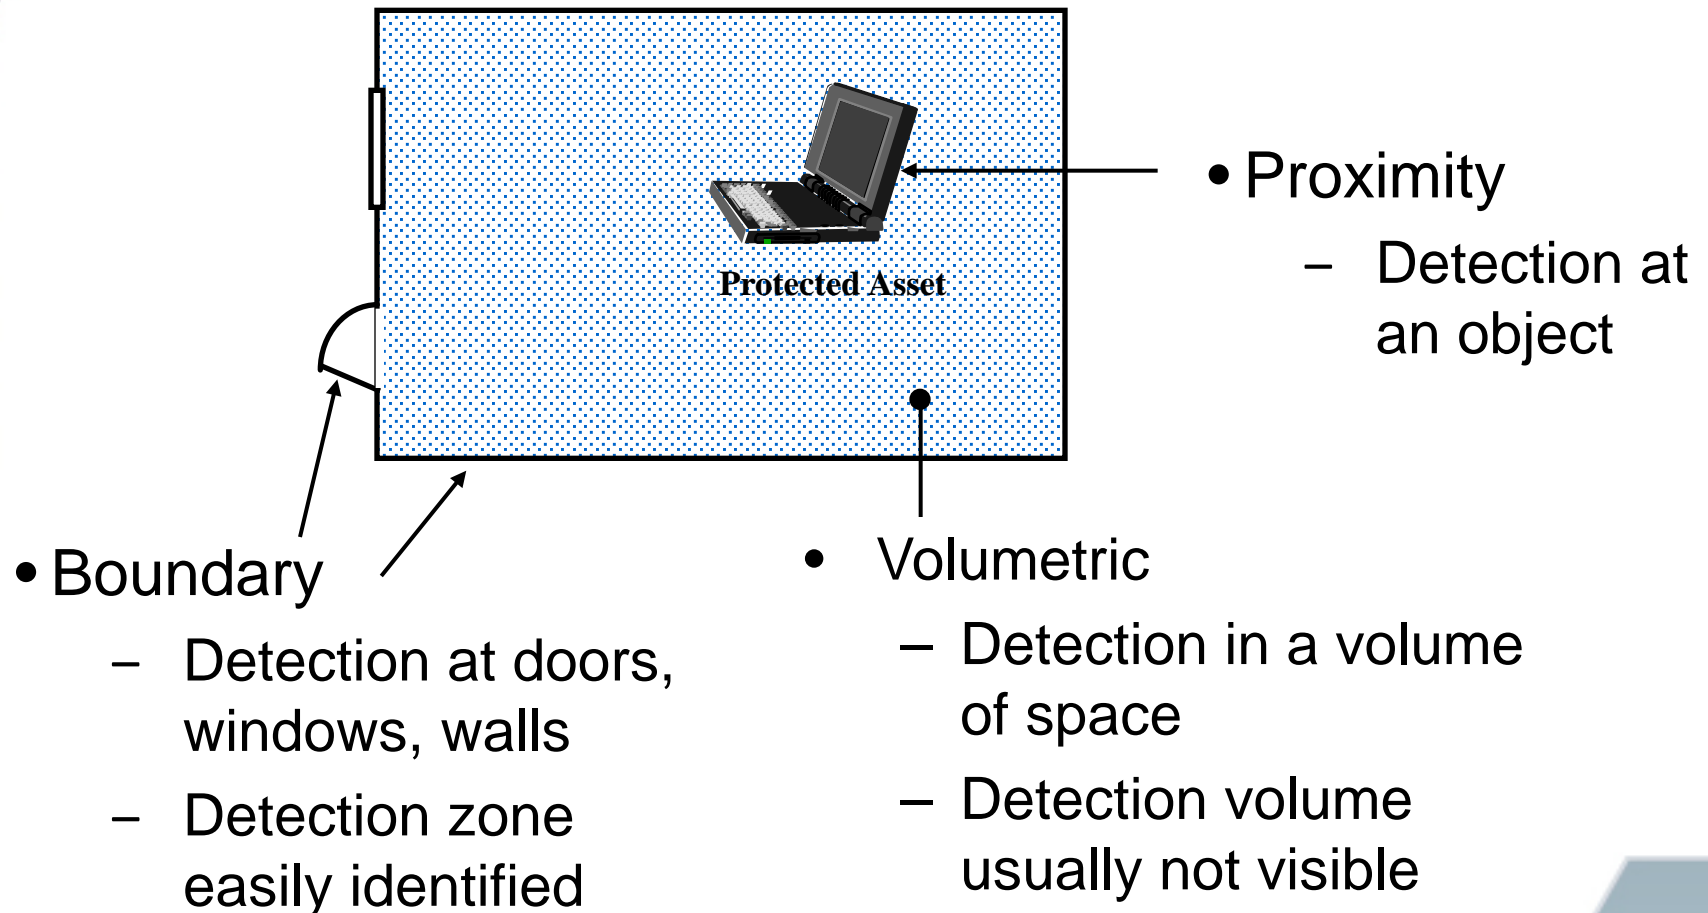 Protected Asset
• Proximity
– Detection at
an object
• Boundary
– Detection at doors,
windows, walls
– Detection zone
easily identified
• Volumetric
– Detection in a volume
of space
– Detection volume
usually not visible